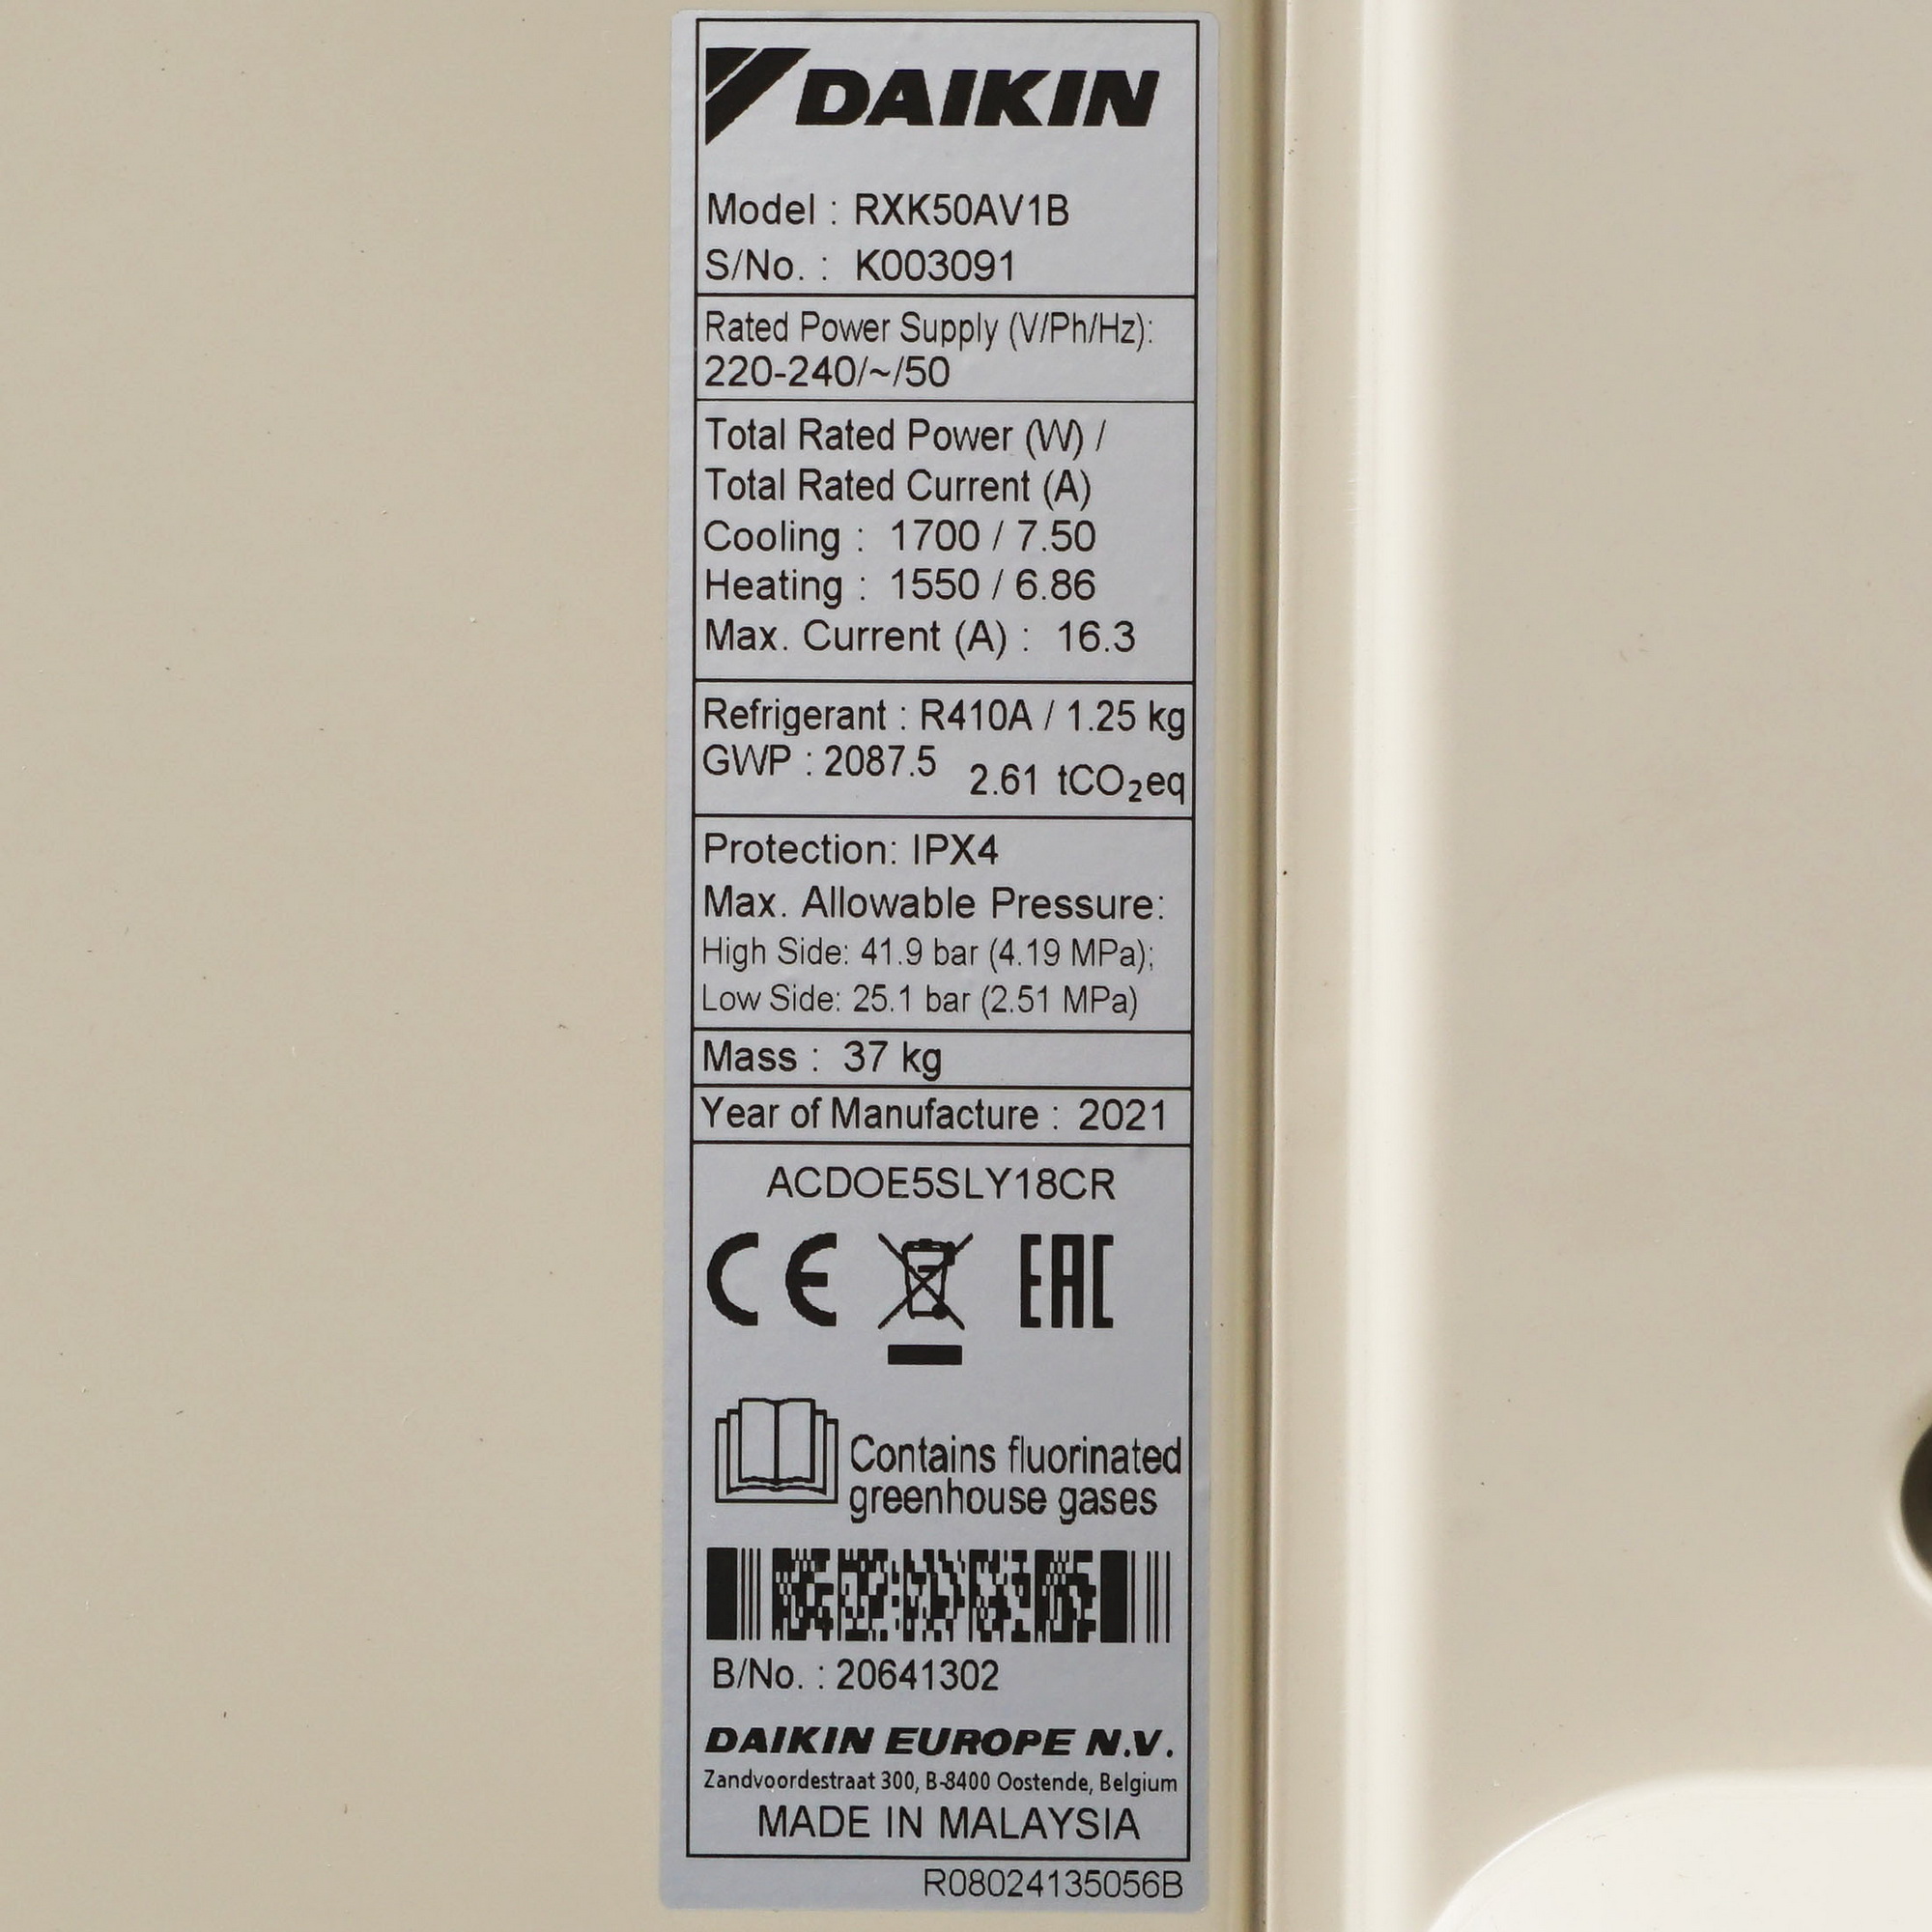 DAIKIN
Model : RXK50AV1B
S/No. : K003091
Rated Power Supply (V/Ph/Hz):
220-240/~/50
Total Rated Power (W) /
Total Rated Current (A)
Cooling : 1700 / 7.50
Heating : 1550 / 6.86
Max. Current (A) : 16.3
Refrigerant : R410A / 1.25 kg
GWP : 2087.5 2.61 tCO₂eq
Protection: IPX4
Max. Allowable Pressure:
High Side: 41.9 bar (4.19 MPa);
Low Side: 25.1 bar (2.51 MPa)
Mass : 37 kg
Year of Manufacture : 2021
ACDOE5SLY18CR
CE EAC
Contains fluorinated
greenhouse gases
B/No. : 20641302
DAIKIN EUROPE N.V.
Zandvoordestraat 300, B-8400 Oostende, Belgium
MADE IN MALAYSIA
R08024135056B